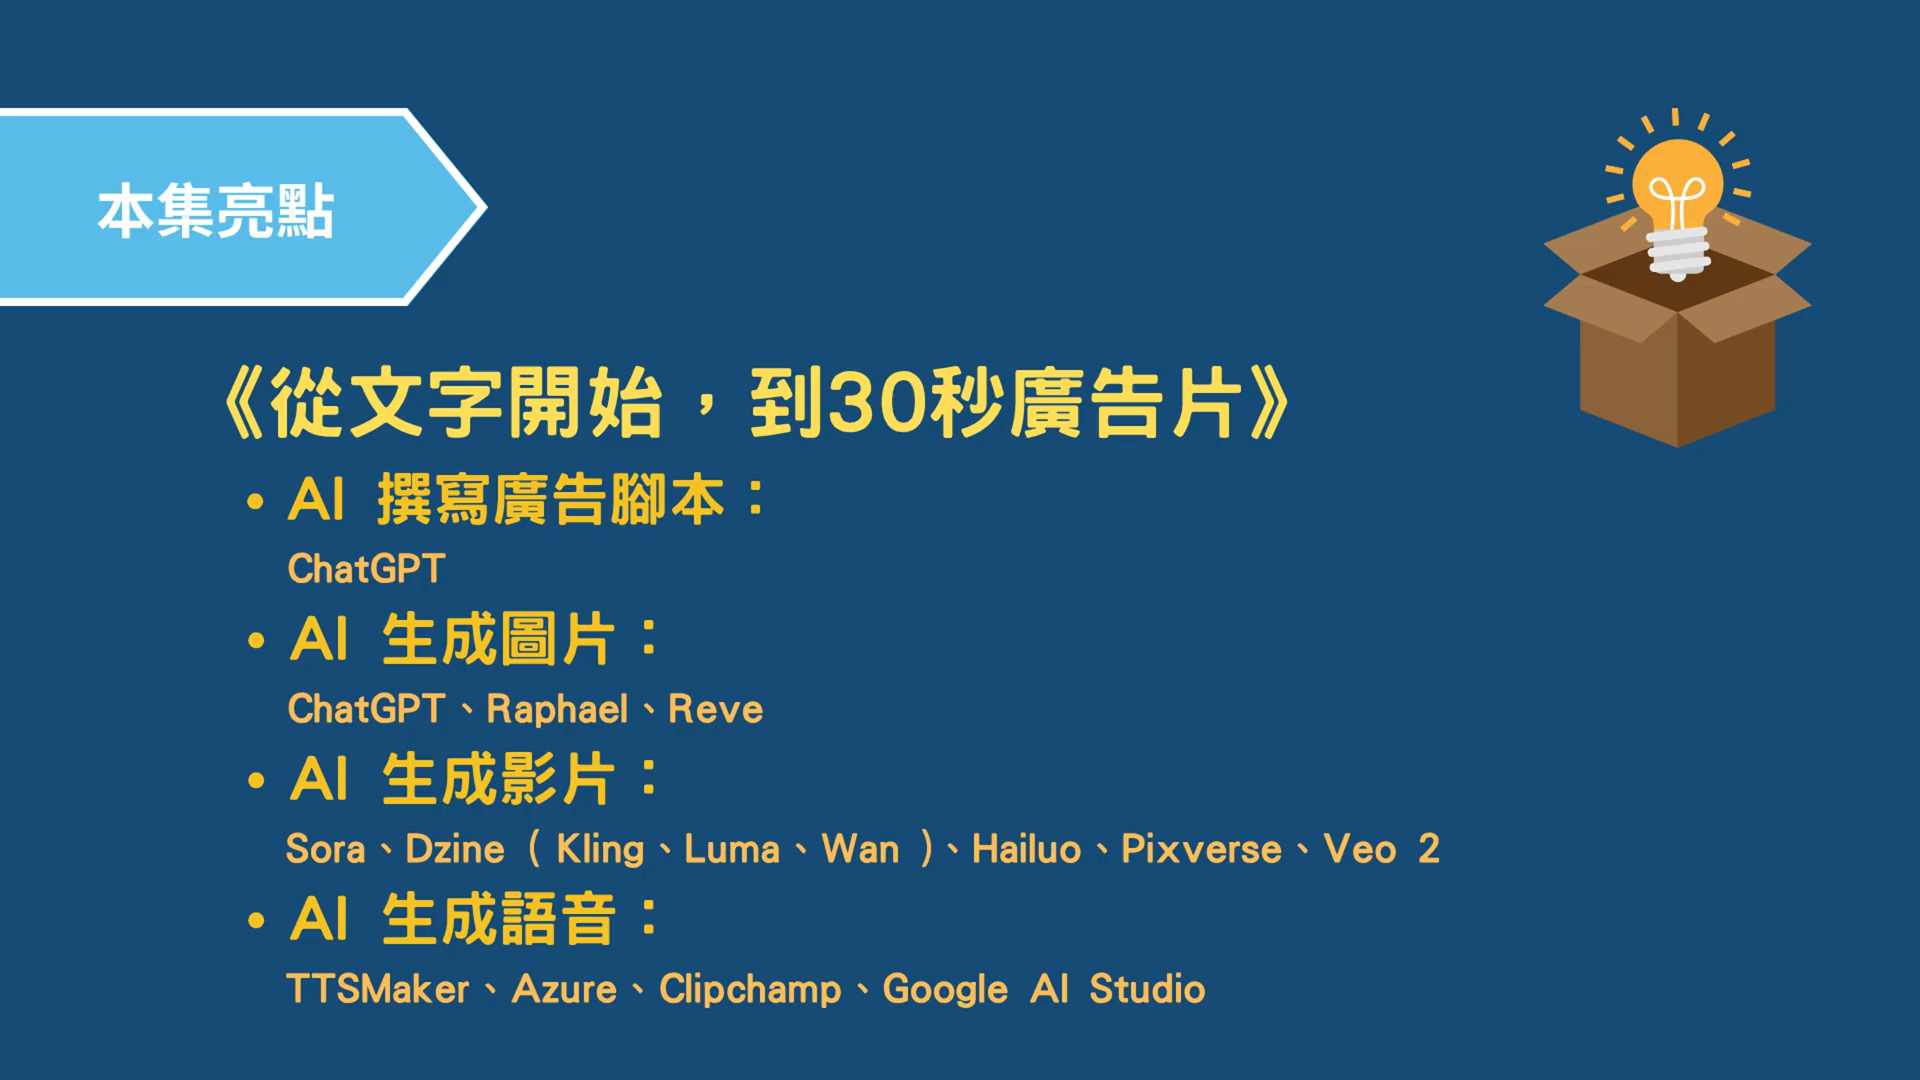 本集亮點
《從文字開始，到30秒廣告片》
• AI 撰寫廣告腳本：
ChatGPT
• AI 生成圖片：
ChatGPT、Raphael、Reve
• AI 生成影片：
Sora、Dzine ( Kling、Luma、Wan )、Hailuo、Pixverse、Veo 2
• AI 生成語音：
TTSMaker、Azure、Clipchamp、Google AI Studio